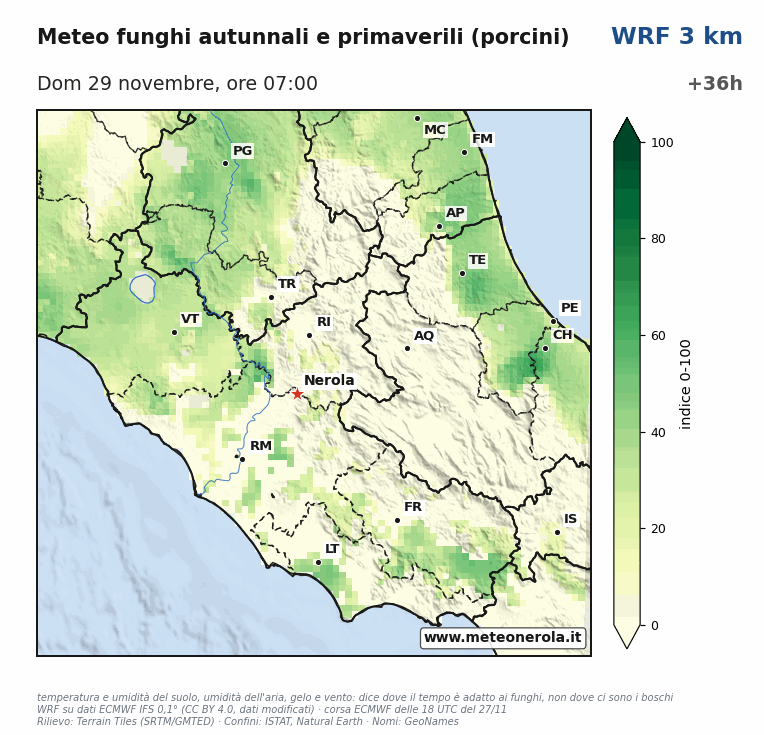 Meteo funghi autunnali e primaverili (porcini)
WRF 3 km
Dom 29 novembre, ore 07:00
+36h
MC
FM
PG
AP
TE
TR
PE
VT
RI
AQ
CH
Nerola
RM
FR
IS
LT
www.meteonerola.it
100
80
60
40
20
0
indice 0-100
temperatura e umidità del suolo, umidità dell'aria, gelo e vento: dice dove il tempo è adatto ai funghi, non dove ci sono i boschi
WRF su dati ECMWF IFS 0,1° (CC BY 4.0, dati modificati) · corsa ECMWF delle 18 UTC del 27/11
Rilievo: Terrain Tiles (SRTM/GMTED) · Confini: ISTAT, Natural Earth · Nomi: GeoNames